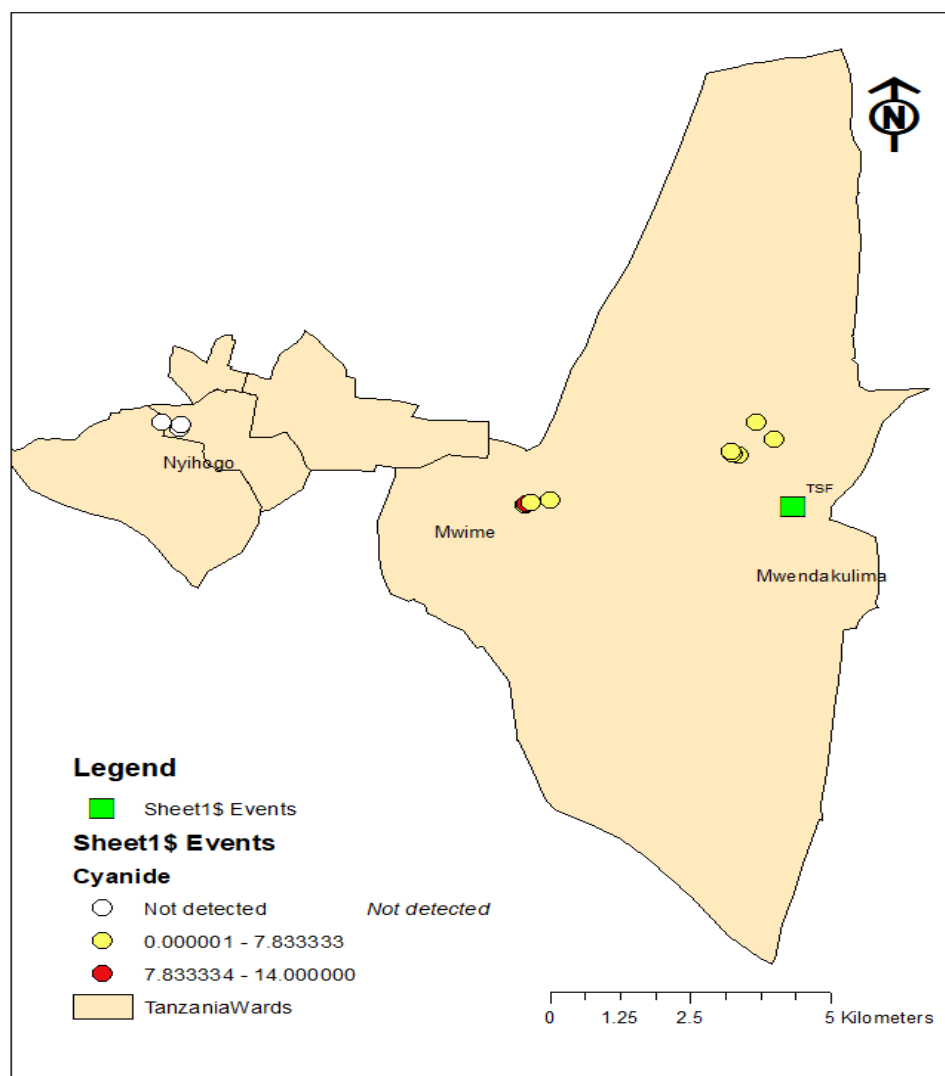 N
Nyihogo
TSF
Mwime
Mwendakulima
Legend
Sheet1$ Events
Sheet1$ Events
Cyanide
Not detected Not detected
0.000001 - 7.833333
7.833334 - 14.000000
TanzaniaWards
0 1.25 2.5 5 Kilometers